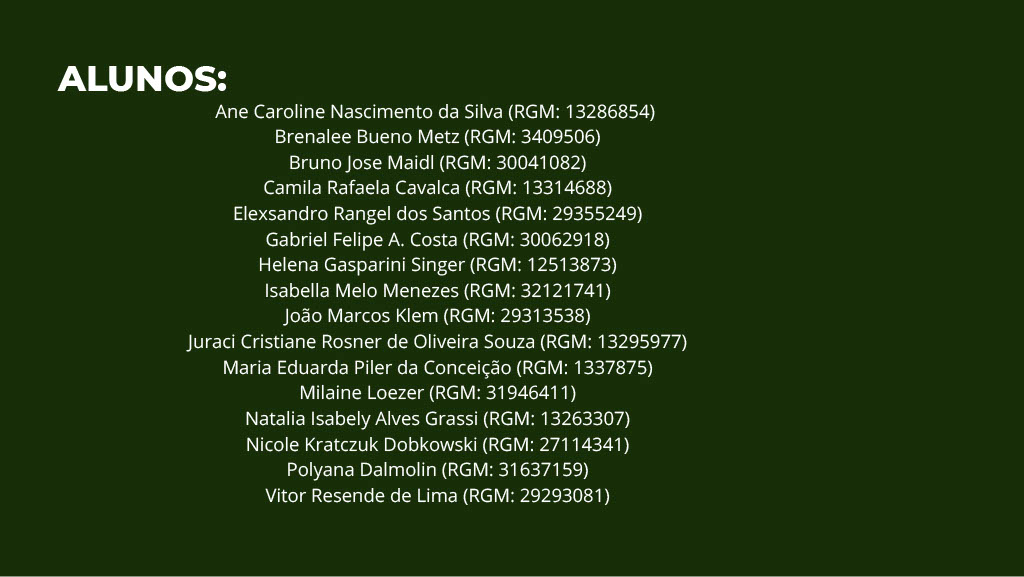 ALUNOS:
Ane Caroline Nascimento da Silva (RGM: 13286854)
Brenalee Bueno Metz (RGM: 3409506)
Bruno Jose Maidl (RGM: 30041082)
Camila Rafaela Cavalca (RGM: 13314688)
Elexsandro Rangel dos Santos (RGM: 29355249)
Gabriel Felipe A. Costa (RGM: 30062918)
Helena Gasparini Singer (RGM: 12513873)
Isabella Melo Menezes (RGM: 32121741)
João Marcos Klem (RGM: 29313538)
Juraci Cristiane Rosner de Oliveira Souza (RGM: 13295977)
Maria Eduarda Piler da Conceição (RGM: 1337875)
Milaine Loezer (RGM: 31946411)
Natalia Isabely Alves Grassi (RGM: 13263307)
Nicole Kratczuk Dobkowski (RGM: 27114341)
Polyana Dalmolin (RGM: 31637159)
Vitor Resende de Lima (RGM: 29293081)